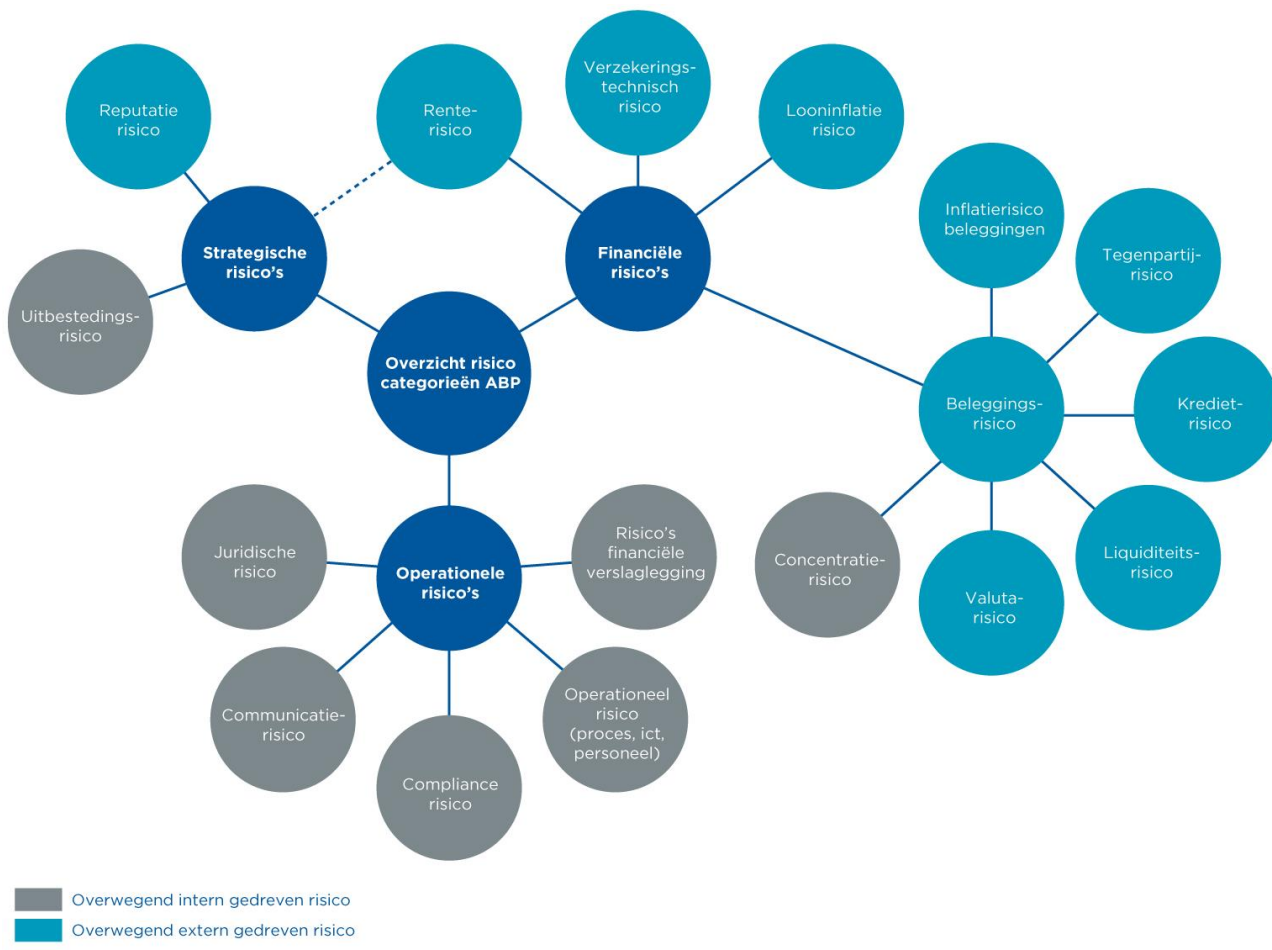 Reputatie
risico
Rente-
risico
Verzekerings-
technisch
risico
Looninflatie
risico
Inflatierisico
beleggingen
Tegenpartij-
risico
Strategische
risico's
Financiële
risico's
Uitbestedings-
risico
Overzicht risico
categorieën ABP
Beleggings-
risico
Krediet-
risico
Juridische
risico
Operationele
risico's
Risico's
financiële
verslaglegging
Concentratie-
risico
Valuta-
risico
Liquiditeits-
risico
Communicatie-
risico
Compliance
risico
Operationeel
risico
(proces, ict,
personeel)
Overwegend intern gedreven risico
Overwegend extern gedreven risico